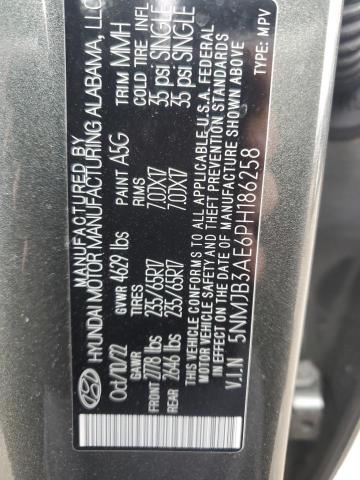 MANUFACTURED BY
HYUNDAI MOTOR MANUFACTURING ALABAMA, LLC
Oct/10/22 GVWR 4629 lbs PAINT A5G TRIM MMH
GAWR TIRES RIMS COLD TIRE INFL
FRONT 2778 lbs 235/65R17 7.0JX17 35 psi SINGLE
REAR 2646 lbs 235/65R17 7.0JX17 35 psi SINGLE
THIS VEHICLE CONFORMS TO ALL APPLICABLE U.S.A. FEDERAL
MOTOR VEHICLE SAFETY AND THEFT PREVENTION STANDARDS
IN EFFECT ON THE DATE OF MANUFACTURE SHOWN ABOVE.
V.I.N 5NMJB3AE6PH186258 TYPE: MPV